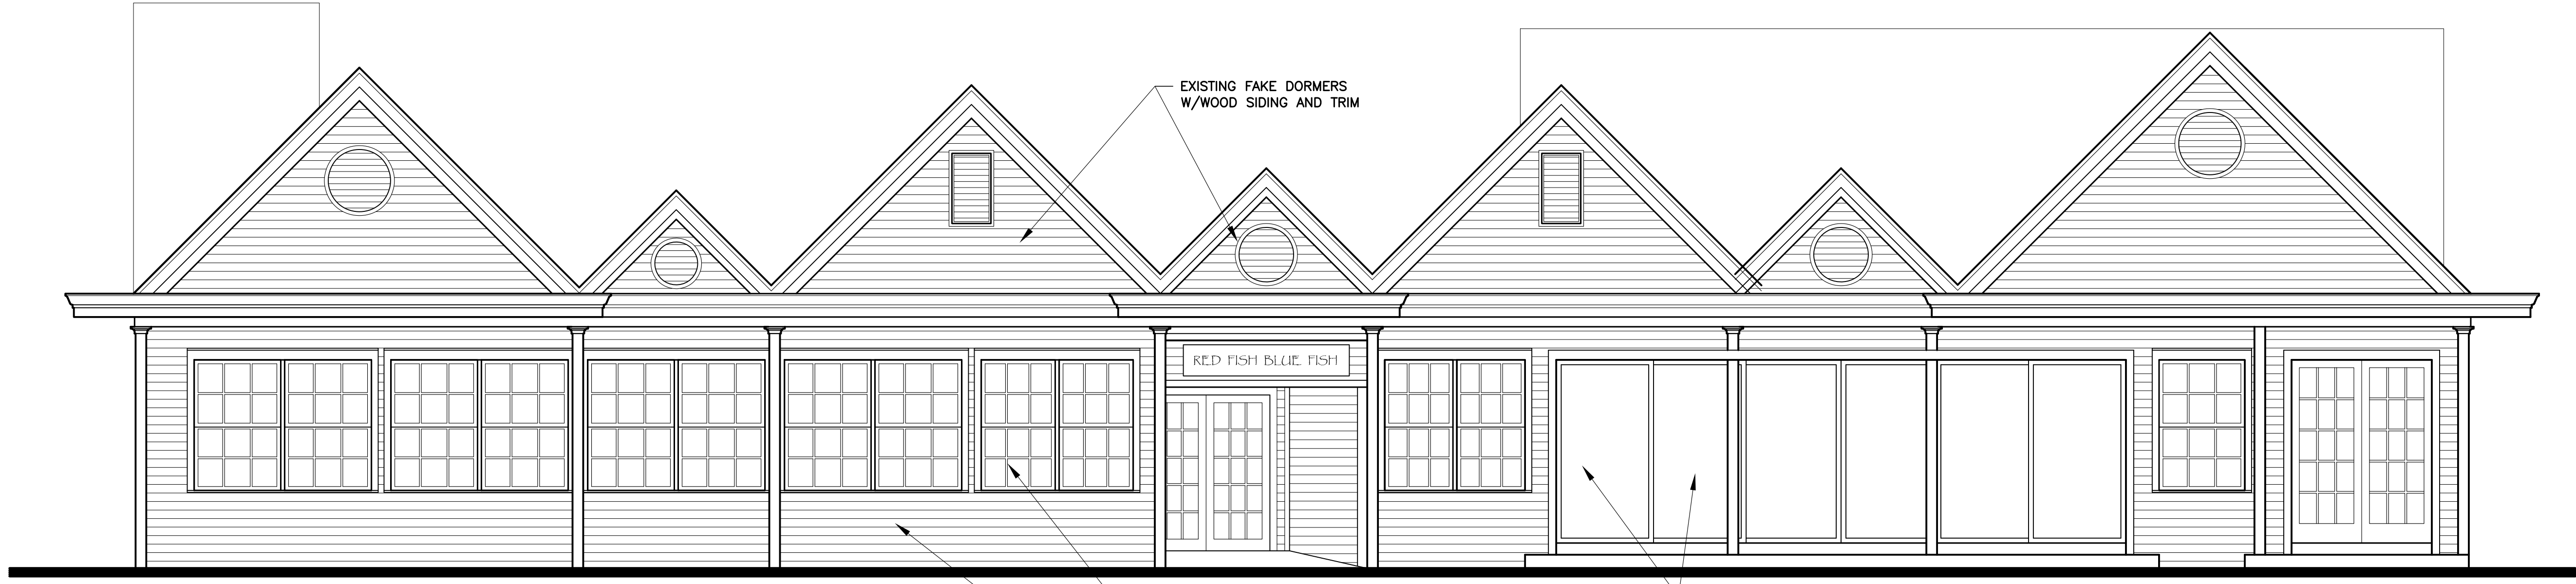 EXISTING FAKE DORMERS
W/WOOD SIDING AND TRIM
RED FISH BLUE FISH